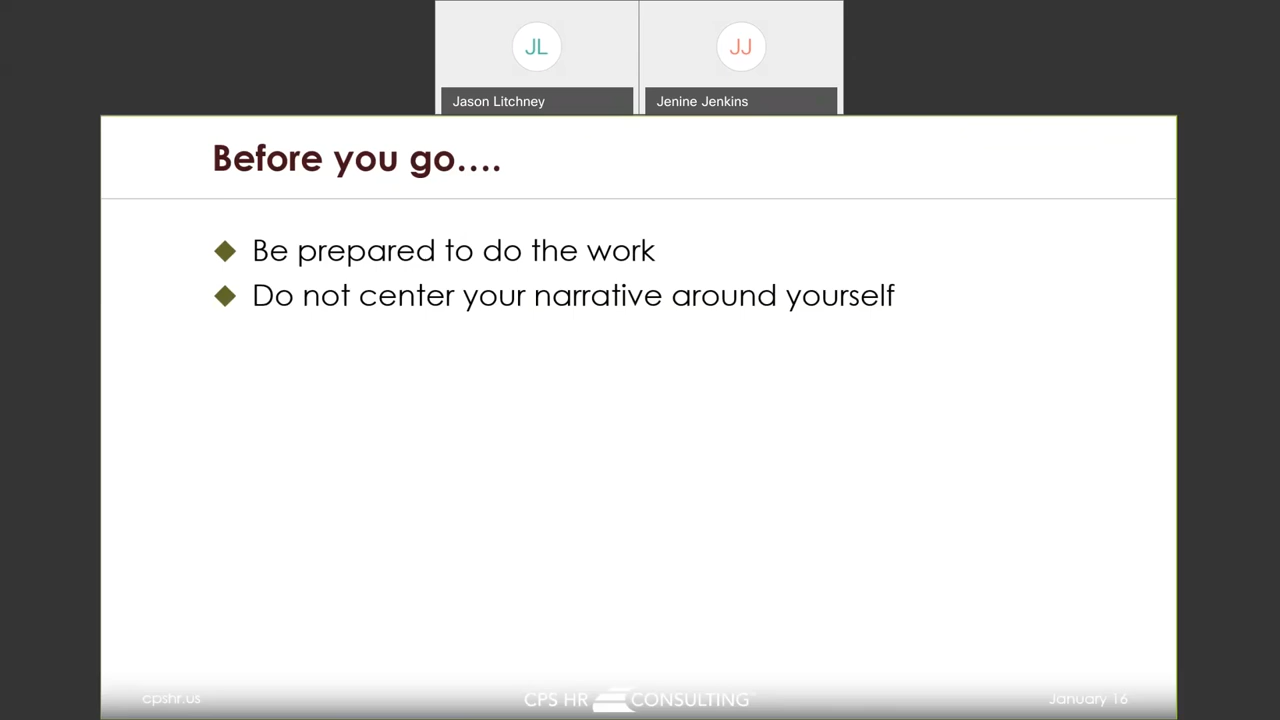 JL
JJ
Jason Litchney
Jenine Jenkins
Before you go....
Be prepared to do the work
Do not center your narrative around yourself
cpshr.us
CPS HR CONSULTING
January 16